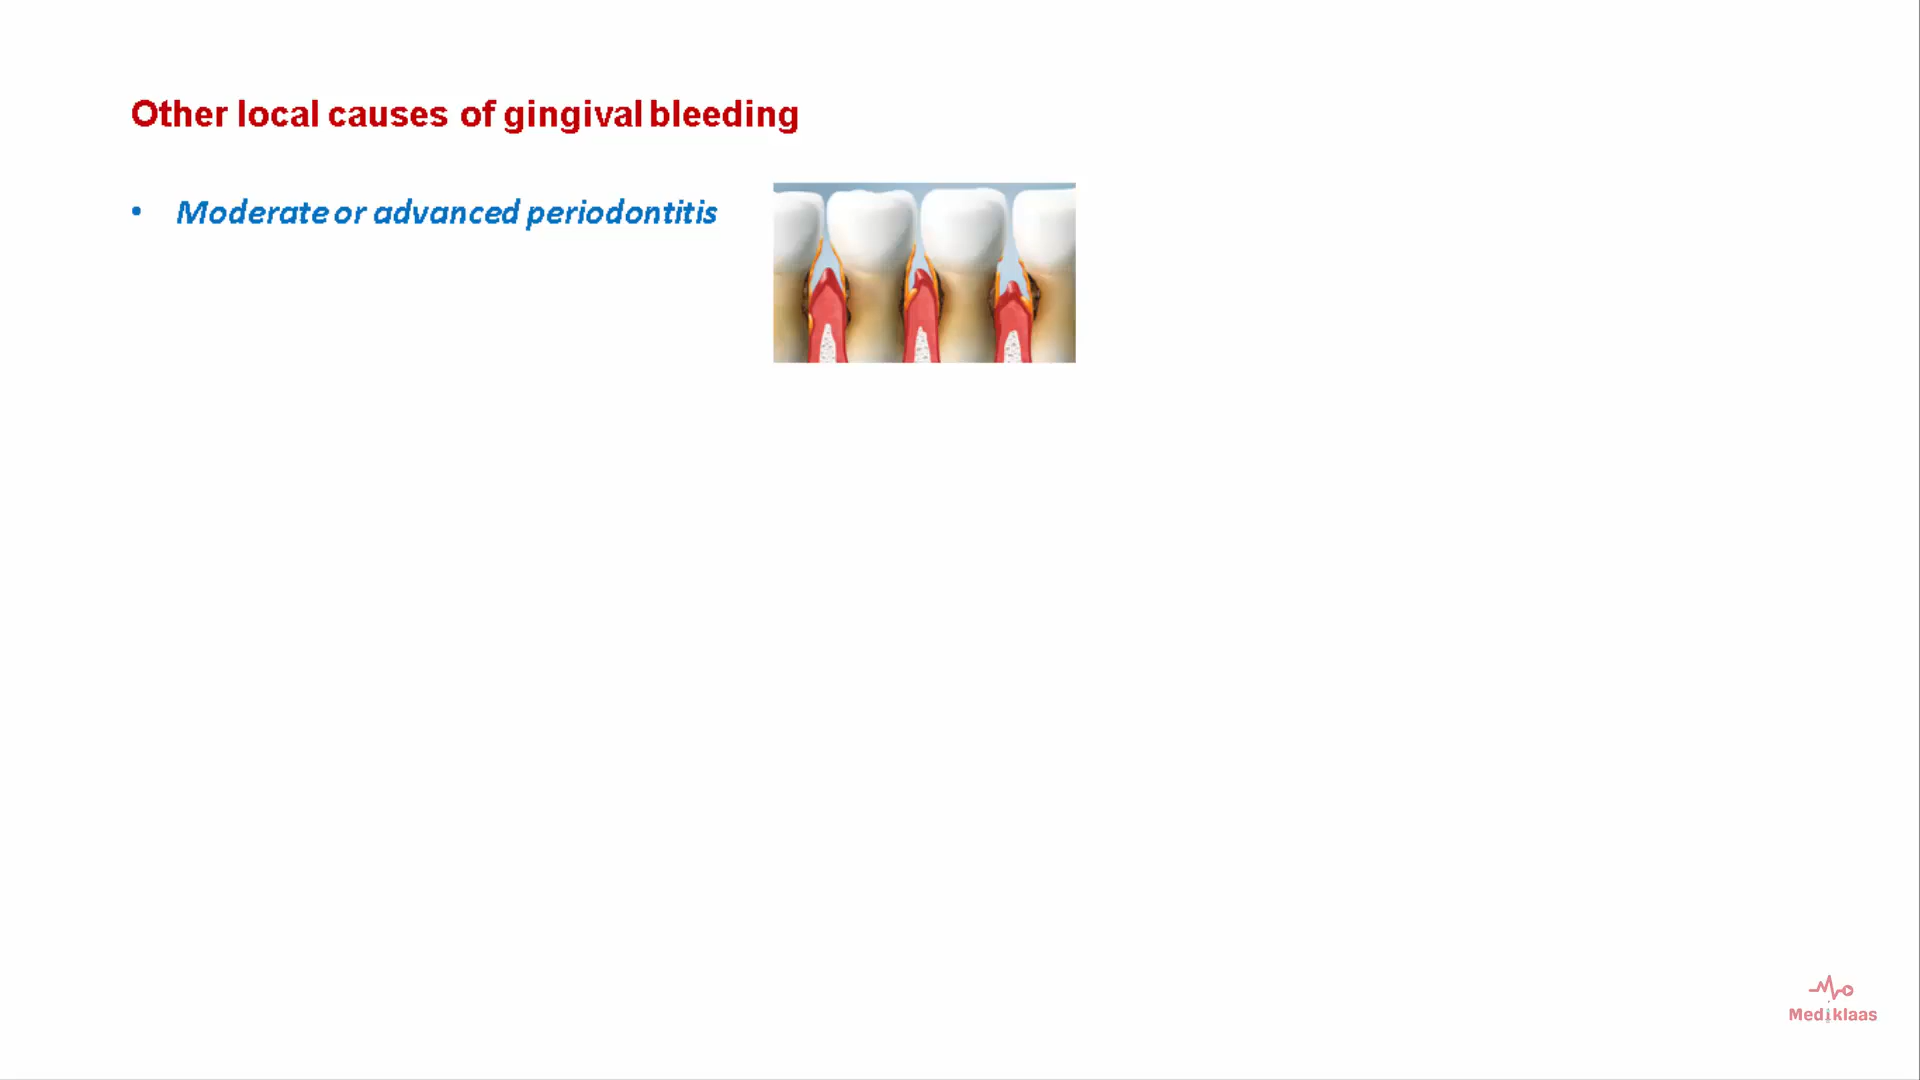 Other local causes of gingival bleeding
• Moderate or advanced periodontitis
Mediklaas